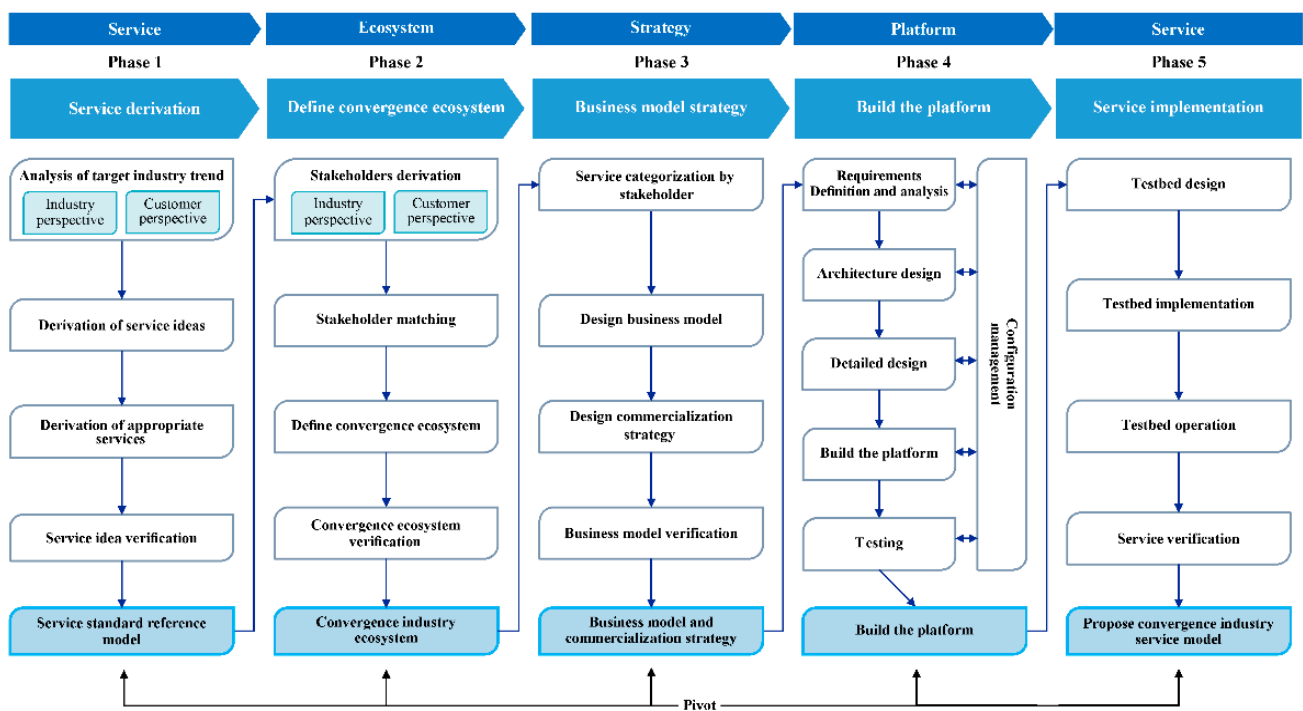 Service
Ecosystem
Strategy
Platform
Service
Phase 1
Phase 2
Phase 3
Phase 4
Phase 5
Service derivation
Define convergence ecosystem
Business model strategy
Build the platform
Service implementation
Analysis of target industry trend
Industry
perspective
Customer
perspective
Derivation of service ideas
Derivation of appropriate
services
Service idea verification
Service standard reference
model
Stakeholders derivation
Industry
perspective
Customer
perspective
Stakeholder matching
Define convergence ecosystem
Convergence ecosystem
verification
Convergence industry
ecosystem
Service categorization by
stakeholder
Design business model
Design commercialization
strategy
Business model verification
Business model and
commercialization strategy
Requirements
Definition and analysis
Architecture design
Detailed design
Build the platform
Testing
Configuration
management
Build the platform
Testbed design
Testbed implementation
Testbed operation
Service verification
Propose convergence industry
service model
Pivot